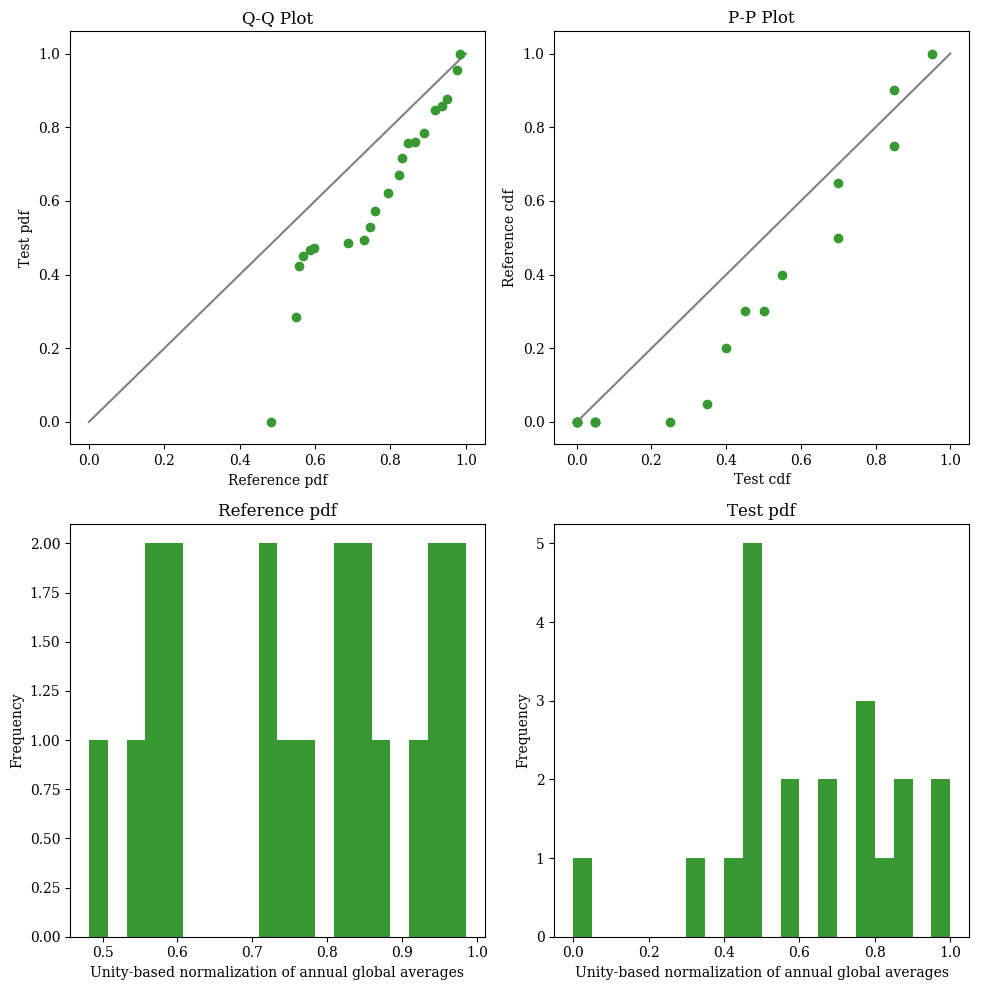 Q-Q Plot
1.0
0.8
0.6
0.4
0.2
0.0
Test pdf
0.0 0.2 0.4 0.6 0.8 1.0
Reference pdf
P-P Plot
1.0
0.8
0.6
0.4
0.2
0.0
Reference cdf
0.0 0.2 0.4 0.6 0.8 1.0
Test cdf
Reference pdf
2.00
1.75
1.50
1.25
1.00
0.75
0.50
0.25
0.00
Frequency
0.5 0.6 0.7 0.8 0.9 1.0
Unity-based normalization of annual global averages
Test pdf
5
4
3
2
1
0
Frequency
0.0 0.2 0.4 0.6 0.8 1.0
Unity-based normalization of annual global averages